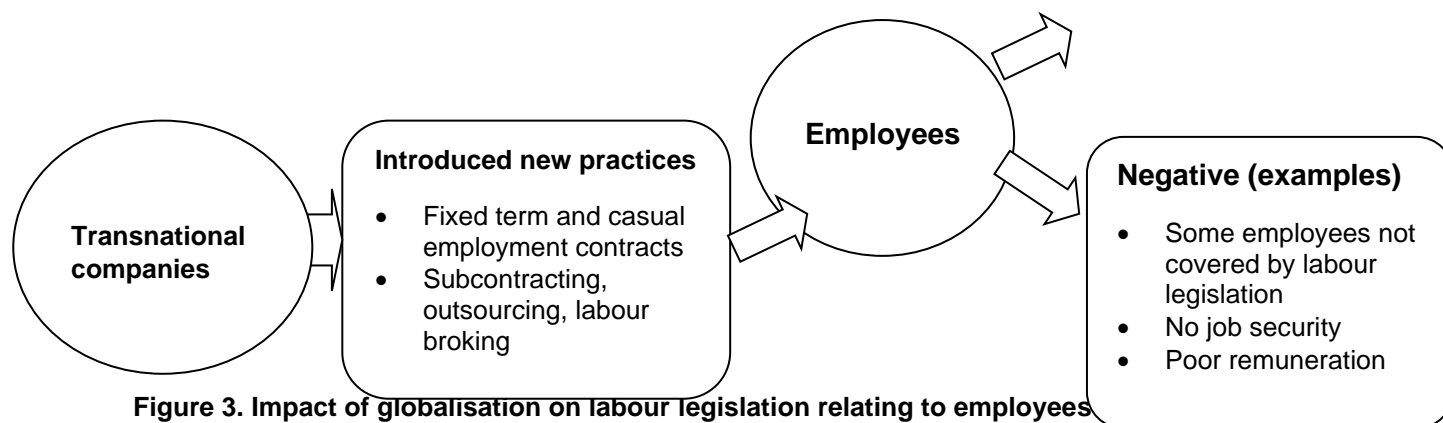 Transnational
companies
Introduced new practices
• Fixed term and casual
employment contracts
• Subcontracting,
outsourcing, labour
broking
Employees
Negative (examples)
• Some employees not
covered by labour
legislation
• No job security
• Poor remuneration
Figure 3. Impact of globalisation on labour legislation relating to employees